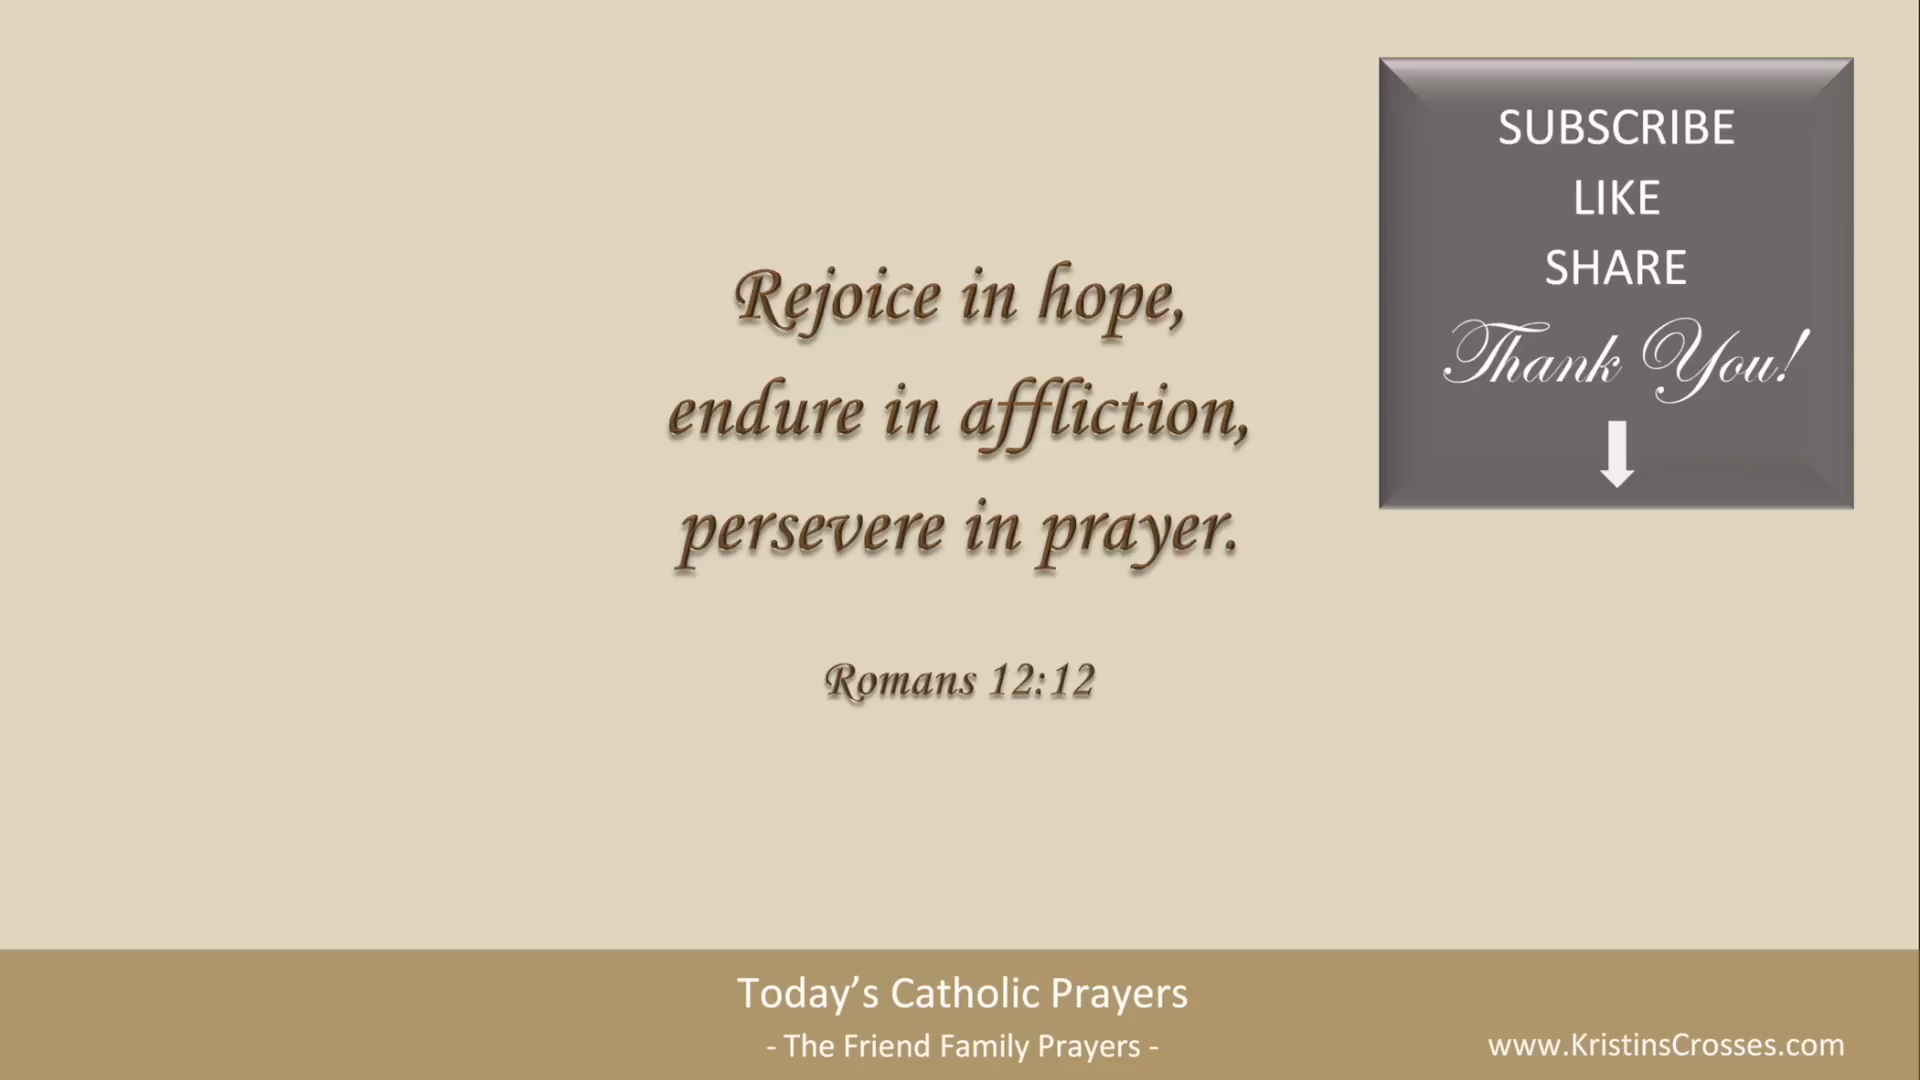 Rejoice in hope,
endure in affliction,
persevere in prayer.
Romans 12:12
SUBSCRIBE
LIKE
SHARE
Thank You!
Today’s Catholic Prayers
- The Friend Family Prayers -
www.KristinsCrosses.com